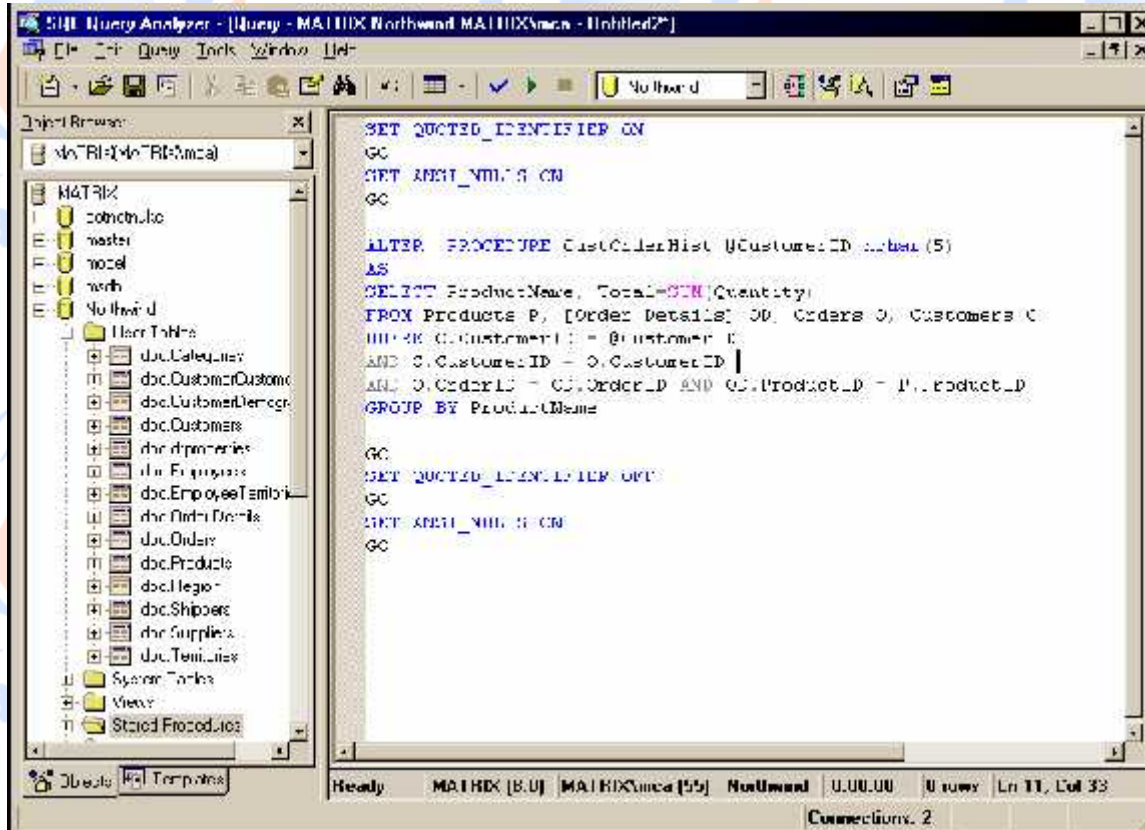 SQL Query Analyzer - [Query - MATRIX Northwind MATRIX\mca - Untitled2*]
File Edit Query Tools Window Help
Northwind
Object Browser
MATRIX(MATRIX\mca)
MATRIX
dotnetnuke
master
model
msdb
Northwind
User Tables
dbo.Categories
dbo.CustomerCustome
dbo.CustomerDemogr
dbo.Customers
dbo.dtproperties
dbo.Employees
dbo.EmployeeTerritori
dbo.Order Details
dbo.Orders
dbo.Products
dbo.Region
dbo.Shippers
dbo.Suppliers
dbo.Territories
System Tables
Views
Stored Procedures
Objects Templates
SET QUOTED_IDENTIFIER ON
GO
SET ANSI_NULLS ON
GO
ALTER PROCEDURE CustOrderHist @CustomerID nchar(5)
AS
SELECT ProductName, Total=SUM(Quantity)
FROM Products P, [Order Details] OD, Orders O, Customers C
WHERE C.CustomerID = @CustomerID
AND C.CustomerID = O.CustomerID
AND O.OrderID = OD.OrderID AND OD.ProductID = P.ProductID
GROUP BY ProductName
GO
SET QUOTED_IDENTIFIER OFF
GO
SET ANSI_NULLS ON
GO
Ready MATRIX (8.0) MATRIX\mca (55) Northwind 0:00:00 0 rows Ln 11, Col 33
Connections: 2